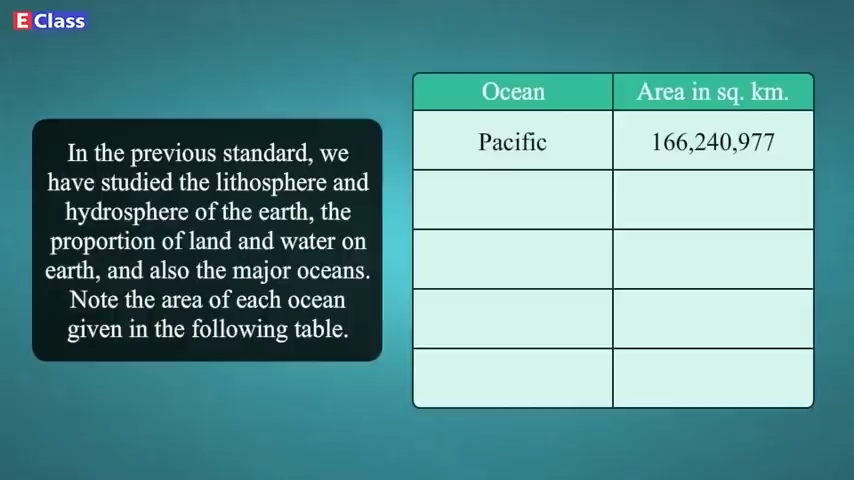 E Class
In the previous standard, we
have studied the lithosphere and
hydrosphere of the earth, the
proportion of land and water on
earth, and also the major oceans.
Note the area of each ocean
given in the following table.
Ocean Area in sq. km.
Pacific 166,240,977